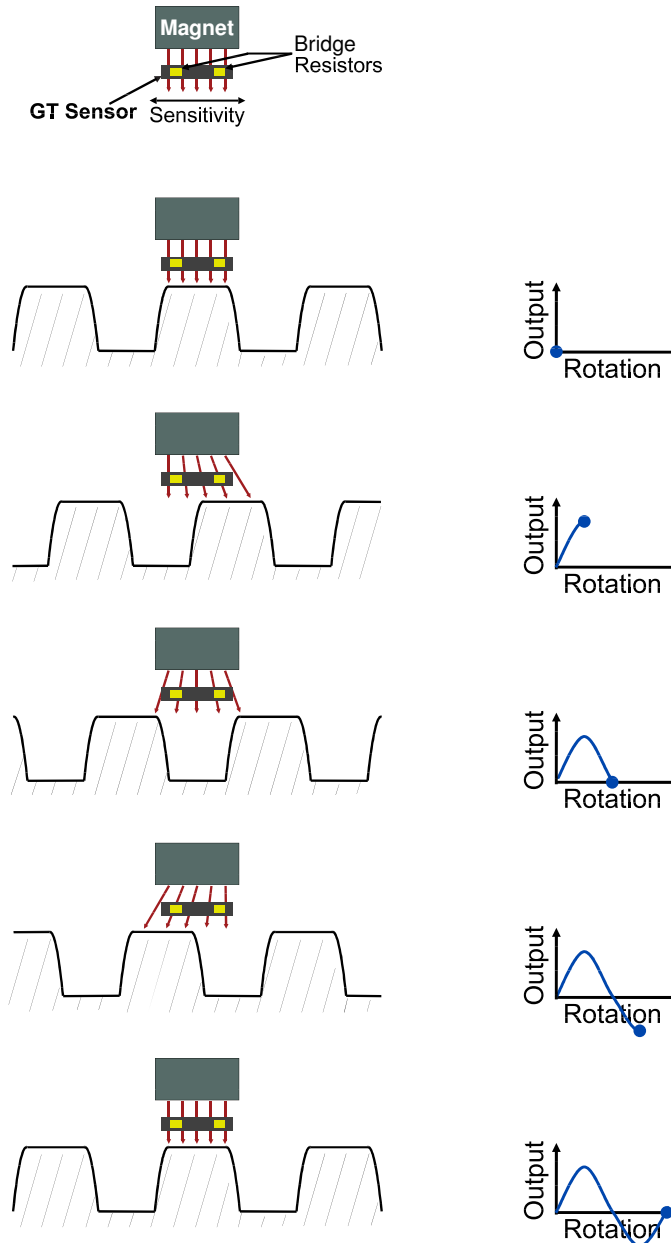 Magnet
Bridge
Resistors
GT Sensor
Sensitivity
Output
Rotation
Output
Rotation
Output
Rotation
Output
Rotation
Output
Rotation